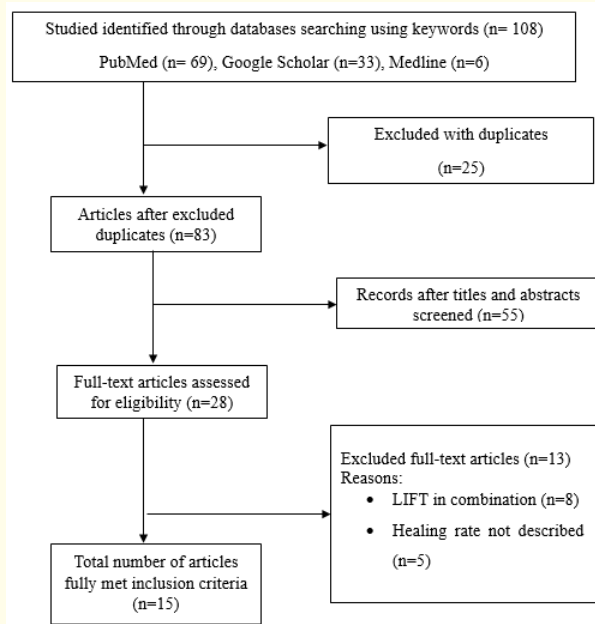 Studied identified through databases searching using keywords (n= 108)
PubMed (n= 69), Google Scholar (n=33), Medline (n=6)
Excluded with duplicates
(n=25)
Articles after excluded
duplicates (n=83)
Records after titles and abstracts
screened (n=55)
Full-text articles assessed
for eligibility (n=28)
Excluded full-text articles (n=13)
Reasons:
• LIFT in combination (n=8)
• Healing rate not described
(n=5)
Total number of articles
fully met inclusion criteria
(n=15)